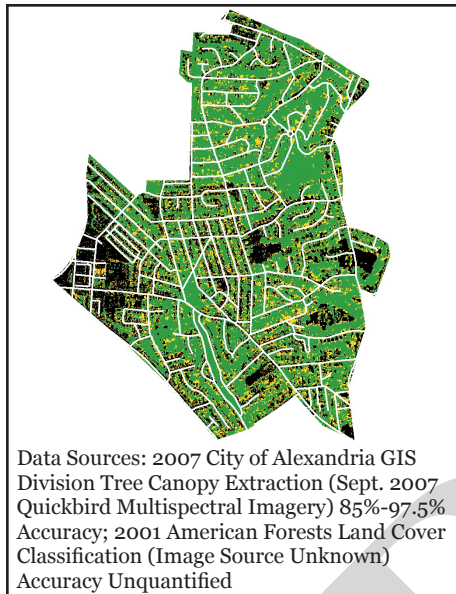 Data Sources: 2007 City of Alexandria GIS
Division Tree Canopy Extraction (Sept. 2007
Quickbird Multispectral Imagery) 85%-97.5%
Accuracy; 2001 American Forests Land Cover
Classification (Image Source Unknown)
Accuracy Unquantified